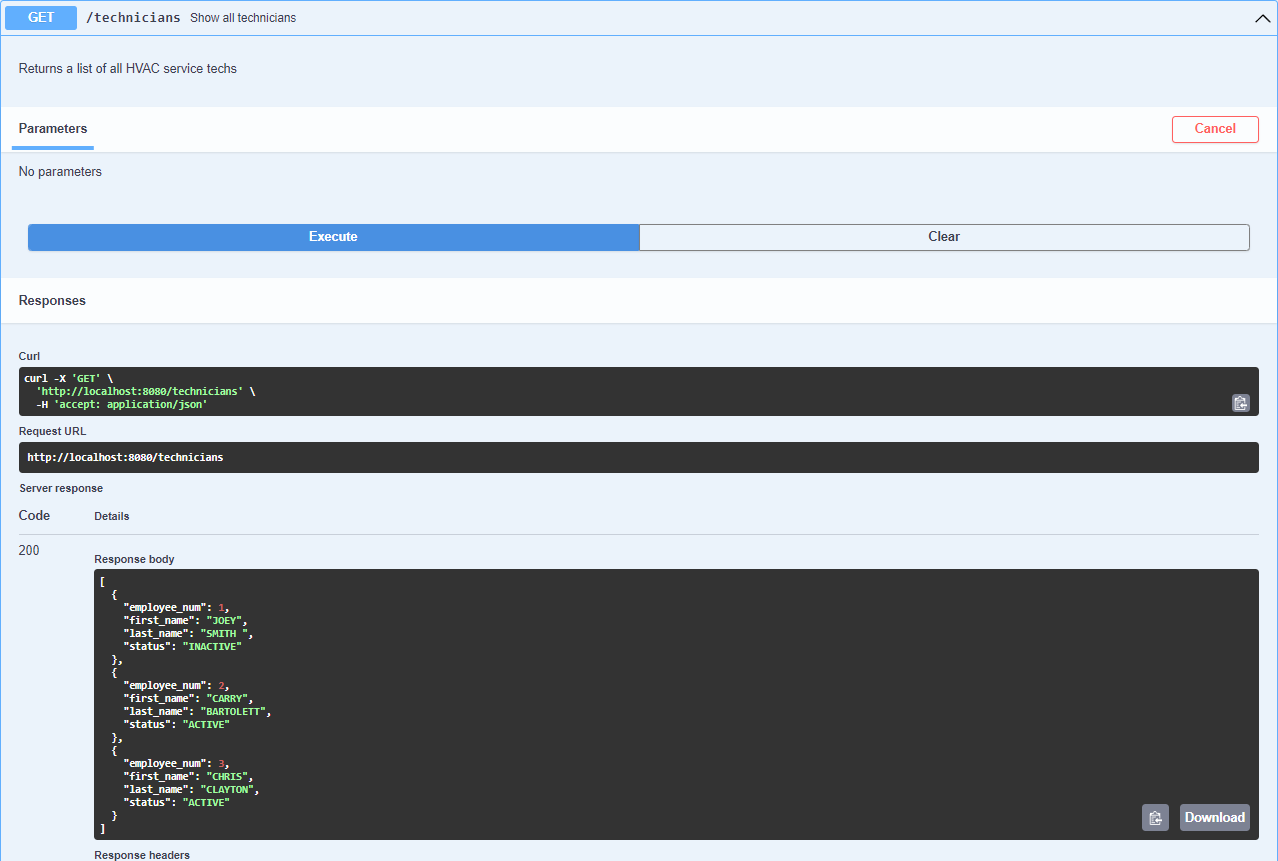 GET /technicians Show all technicians
Returns a list of all HVAC service techs
Parameters Cancel
No parameters
Execute Clear
Responses
Curl
curl -X 'GET' \
  'http://localhost:8080/technicians' \
  -H 'accept: application/json'
Request URL
http://localhost:8080/technicians
Server response
Code Details
200
Response body
[
  {
    "employee_num": 1,
    "first_name": "JOEY",
    "last_name": "SMITH ",
    "status": "INACTIVE"
  },
  {
    "employee_num": 2,
    "first_name": "CARRY",
    "last_name": "BARTOLETT",
    "status": "ACTIVE"
  },
  {
    "employee_num": 3,
    "first_name": "CHRIS",
    "last_name": "CLAYTON",
    "status": "ACTIVE"
  }
]
Download
Response headers